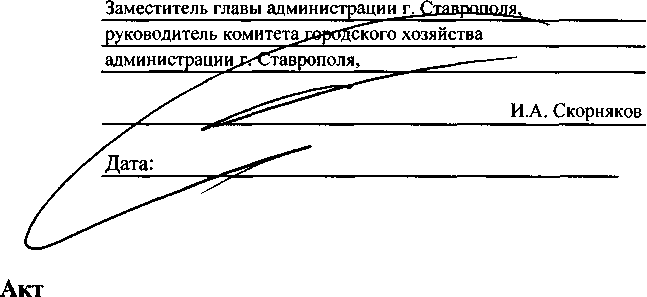 Заместитель главы администрации г. Ставрополя,
руководитель комитета городского хозяйства
администрации г. Ставрополя,
И.А. Скорняков
Дата:
Акт